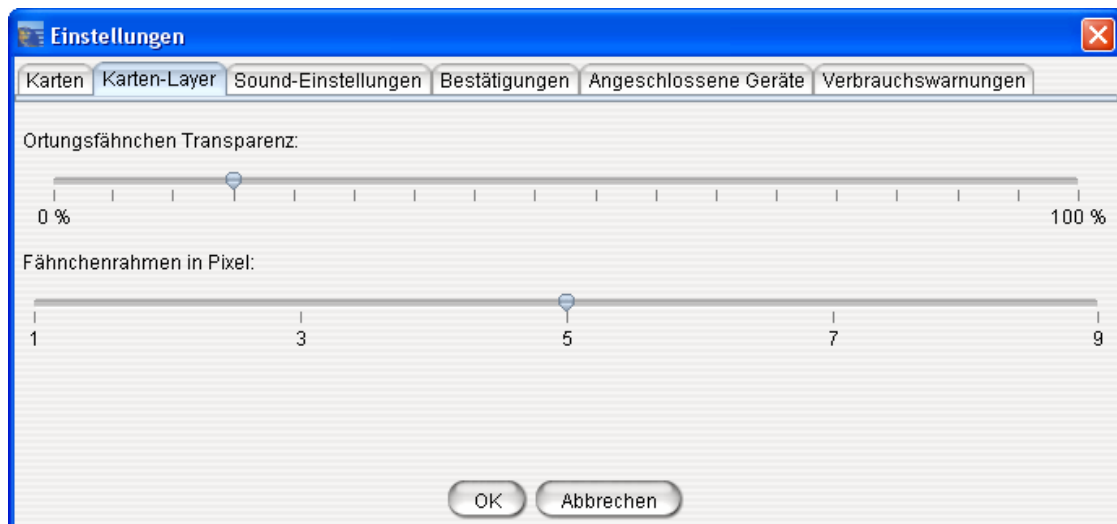 Einstellungen
Karten Karten-Layer Sound-Einstellungen Bestätigungen Angeschlossene Geräte Verbrauchswarnungen
Ortungsfähnchen Transparenz:
0 % 100 %
Fähnchenrahmen in Pixel:
1 3 5 7 9
OK Abbrechen